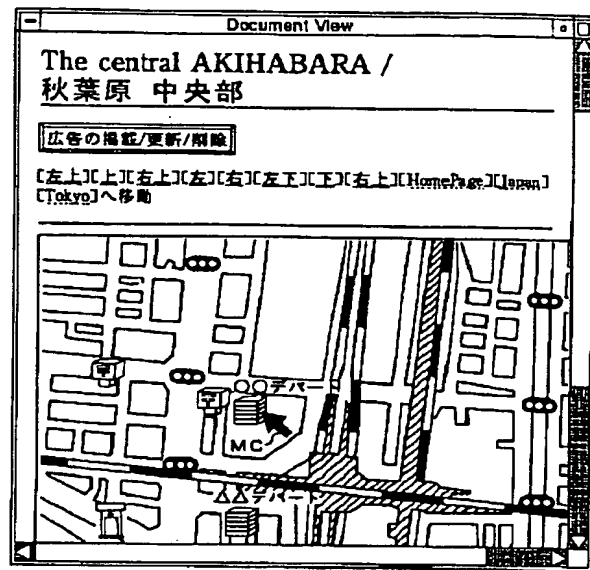 Document View
The central AKIHABARA /
秋葉原 中央部
広告の掲載/更新/削除
[左上][上][右上][左][右][左下][下][右上][HomePage][Japan]
[Tokyo]へ移動
〒
〒
○○デパート
MC
△△デパート